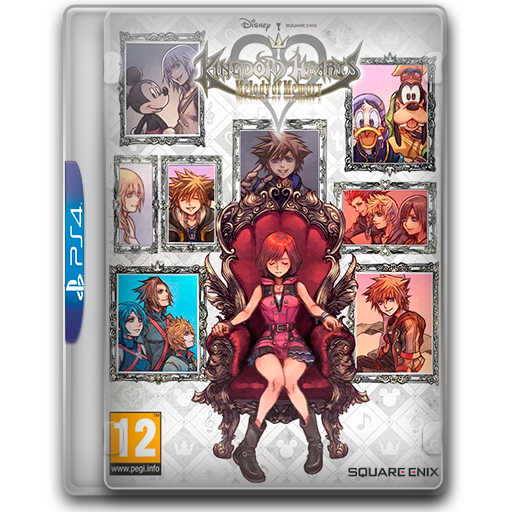 Disney SQUARE ENIX
KINGDOM HEARTS
Melody of Memory
PS4
12
www.pegi.info
SQUARE ENIX